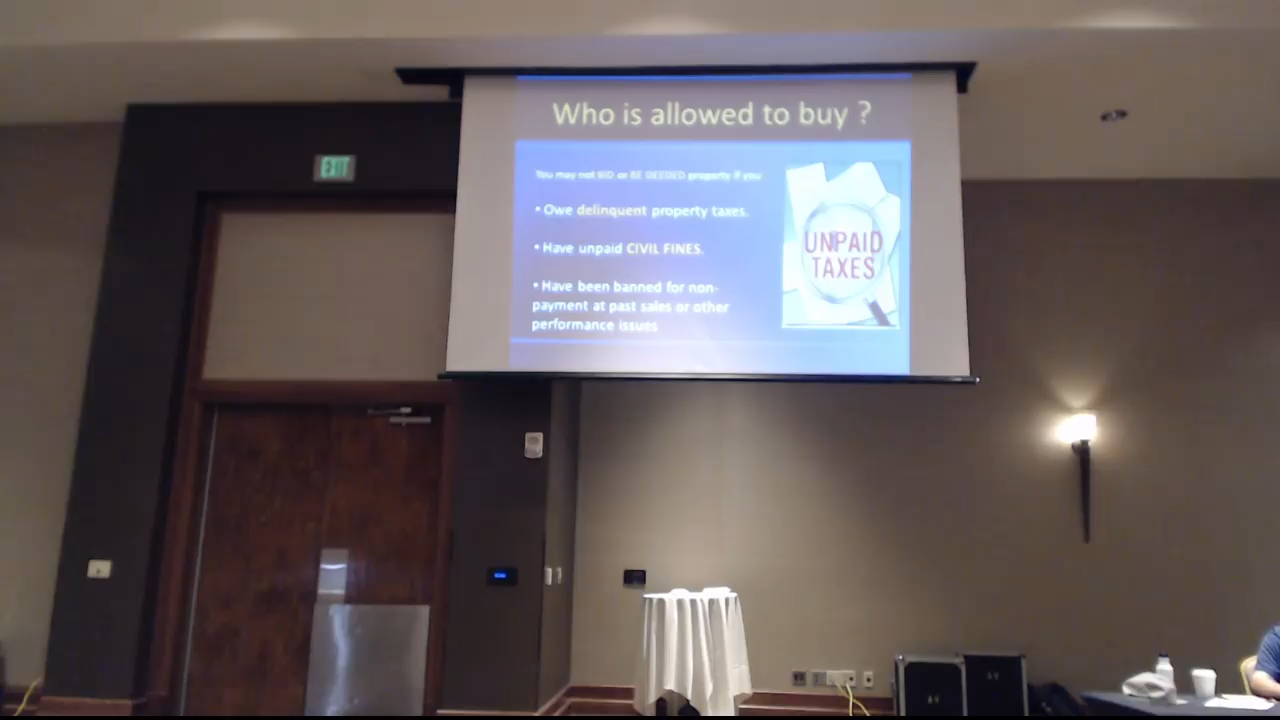 Who is allowed to buy ?
EXIT
You may not BID or BE DEEDED property if you
• Owe delinquent property taxes.
• Have unpaid CIVIL FINES.
• Have been banned for non-
payment at past sales or other
performance issues
UNPAID
TAXES